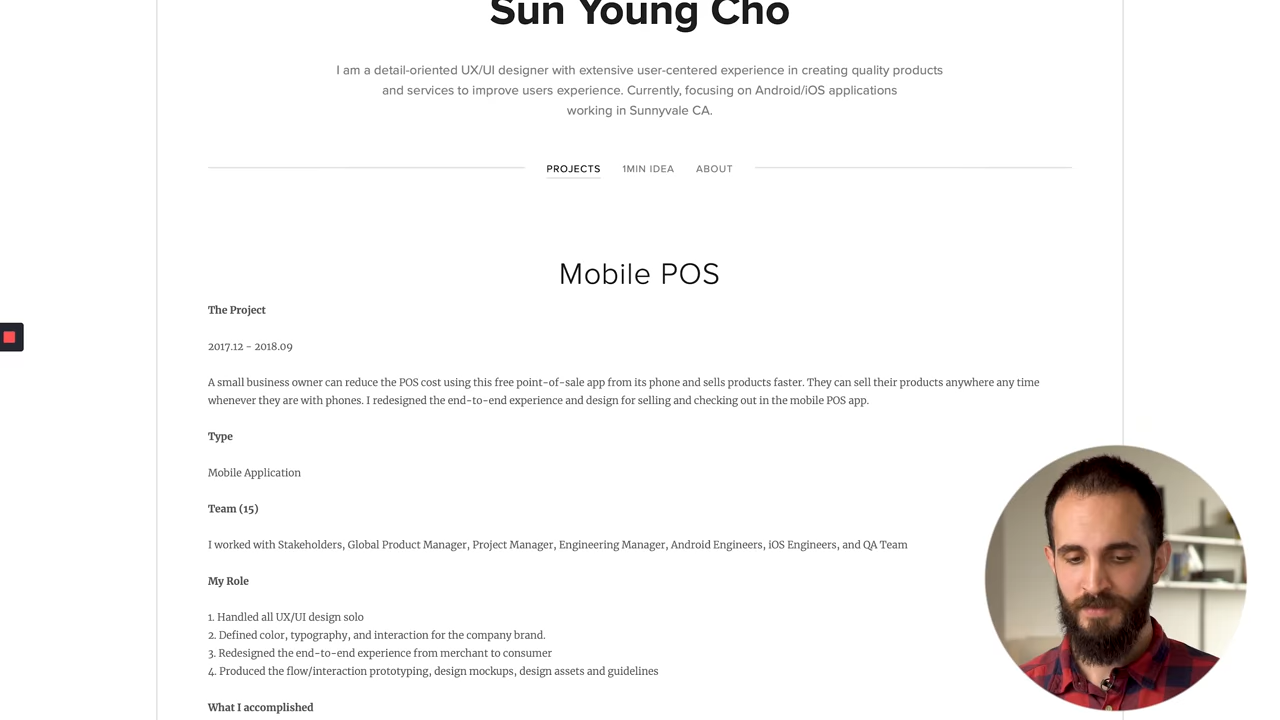 Sun Young Cho
I am a detail-oriented UX/UI designer with extensive user-centered experience in creating quality products
and services to improve users experience. Currently, focusing on Android/iOS applications
working in Sunnyvale CA.
PROJECTS 1MIN IDEA ABOUT
Mobile POS
The Project
2017.12 - 2018.09
A small business owner can reduce the POS cost using this free point-of-sale app from its phone and sells products faster. They can sell their products anywhere any time
whenever they are with phones. I redesigned the end-to-end experience and design for selling and checking out in the mobile POS app.
Type
Mobile Application
Team (15)
I worked with Stakeholders, Global Product Manager, Project Manager, Engineering Manager, Android Engineers, iOS Engineers, and QA Team
My Role
1. Handled all UX/UI design solo
2. Defined color, typography, and interaction for the company brand.
3. Redesigned the end-to-end experience from merchant to consumer
4. Produced the flow/interaction prototyping, design mockups, design assets and guidelines
What I accomplished